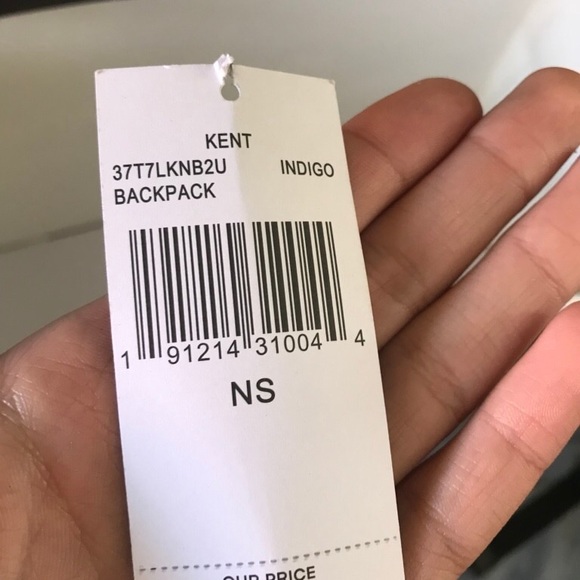 KENT
37T7LKNB2U INDIGO
BACKPACK
1 91214 31004 4
NS
OUR PRICE